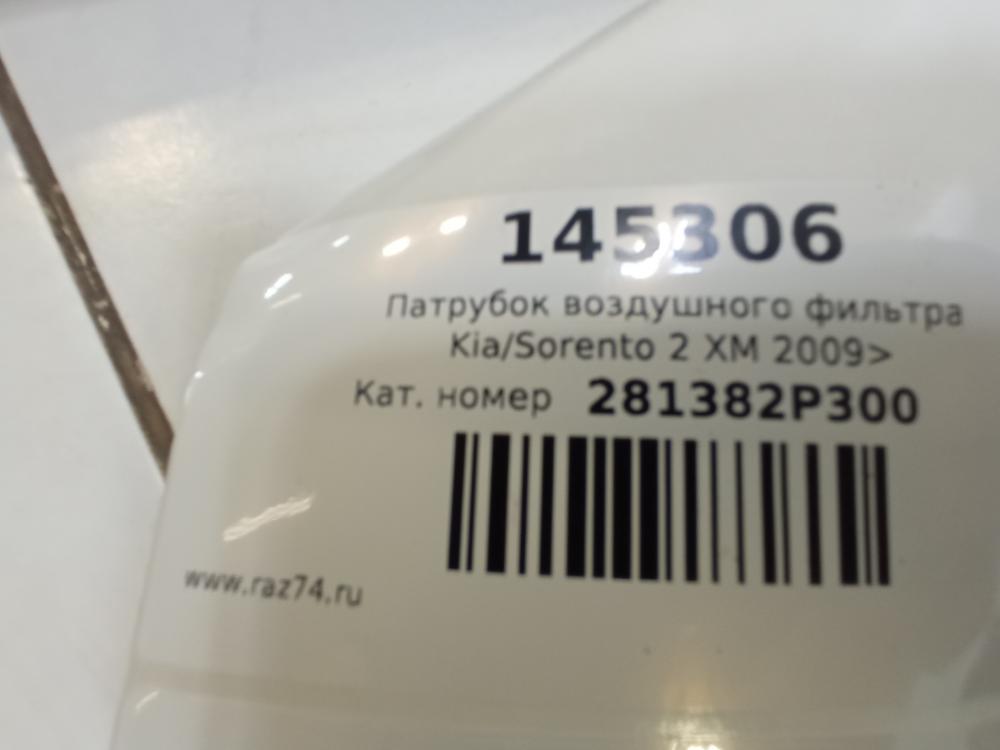 145306
Патрубок воздушного фильтра
Kia/Sorento 2 XM 2009>
Кат. номер 281382P300
www.raz74.ru